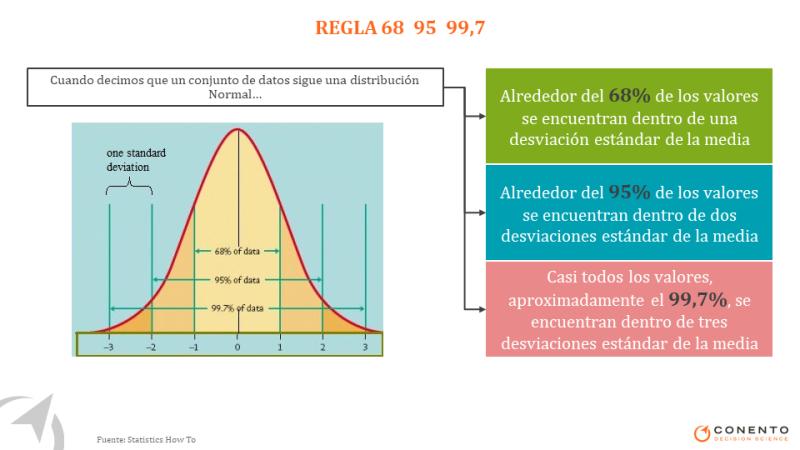 REGLA 68 95 99,7
Cuando decimos que un conjunto de datos sigue una distribución
Normal...
one standard
deviation
68% of data
95% of data
99.7% of data
-3 -2 -1 0 1 2 3
Alrededor del 68% de los valores
se encuentran dentro de una
desviación estándar de la media
Alrededor del 95% de los valores
se encuentran dentro de dos
desviaciones estándar de la media
Casi todos los valores,
aproximadamente el 99,7%, se
encuentran dentro de tres
desviaciones estándar de la media
Fuente: Statistics How To
CONENTO
DECISION SCIENCE